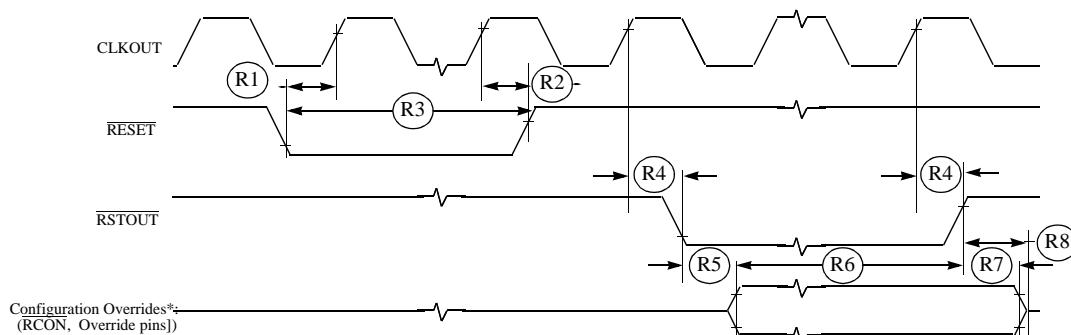 CLKOUT
R1
R2
R3
RESET
R4
R4
RSTOUT
R5
R6
R7
R8
Configuration Overrides*:
(RCON, Override pins])